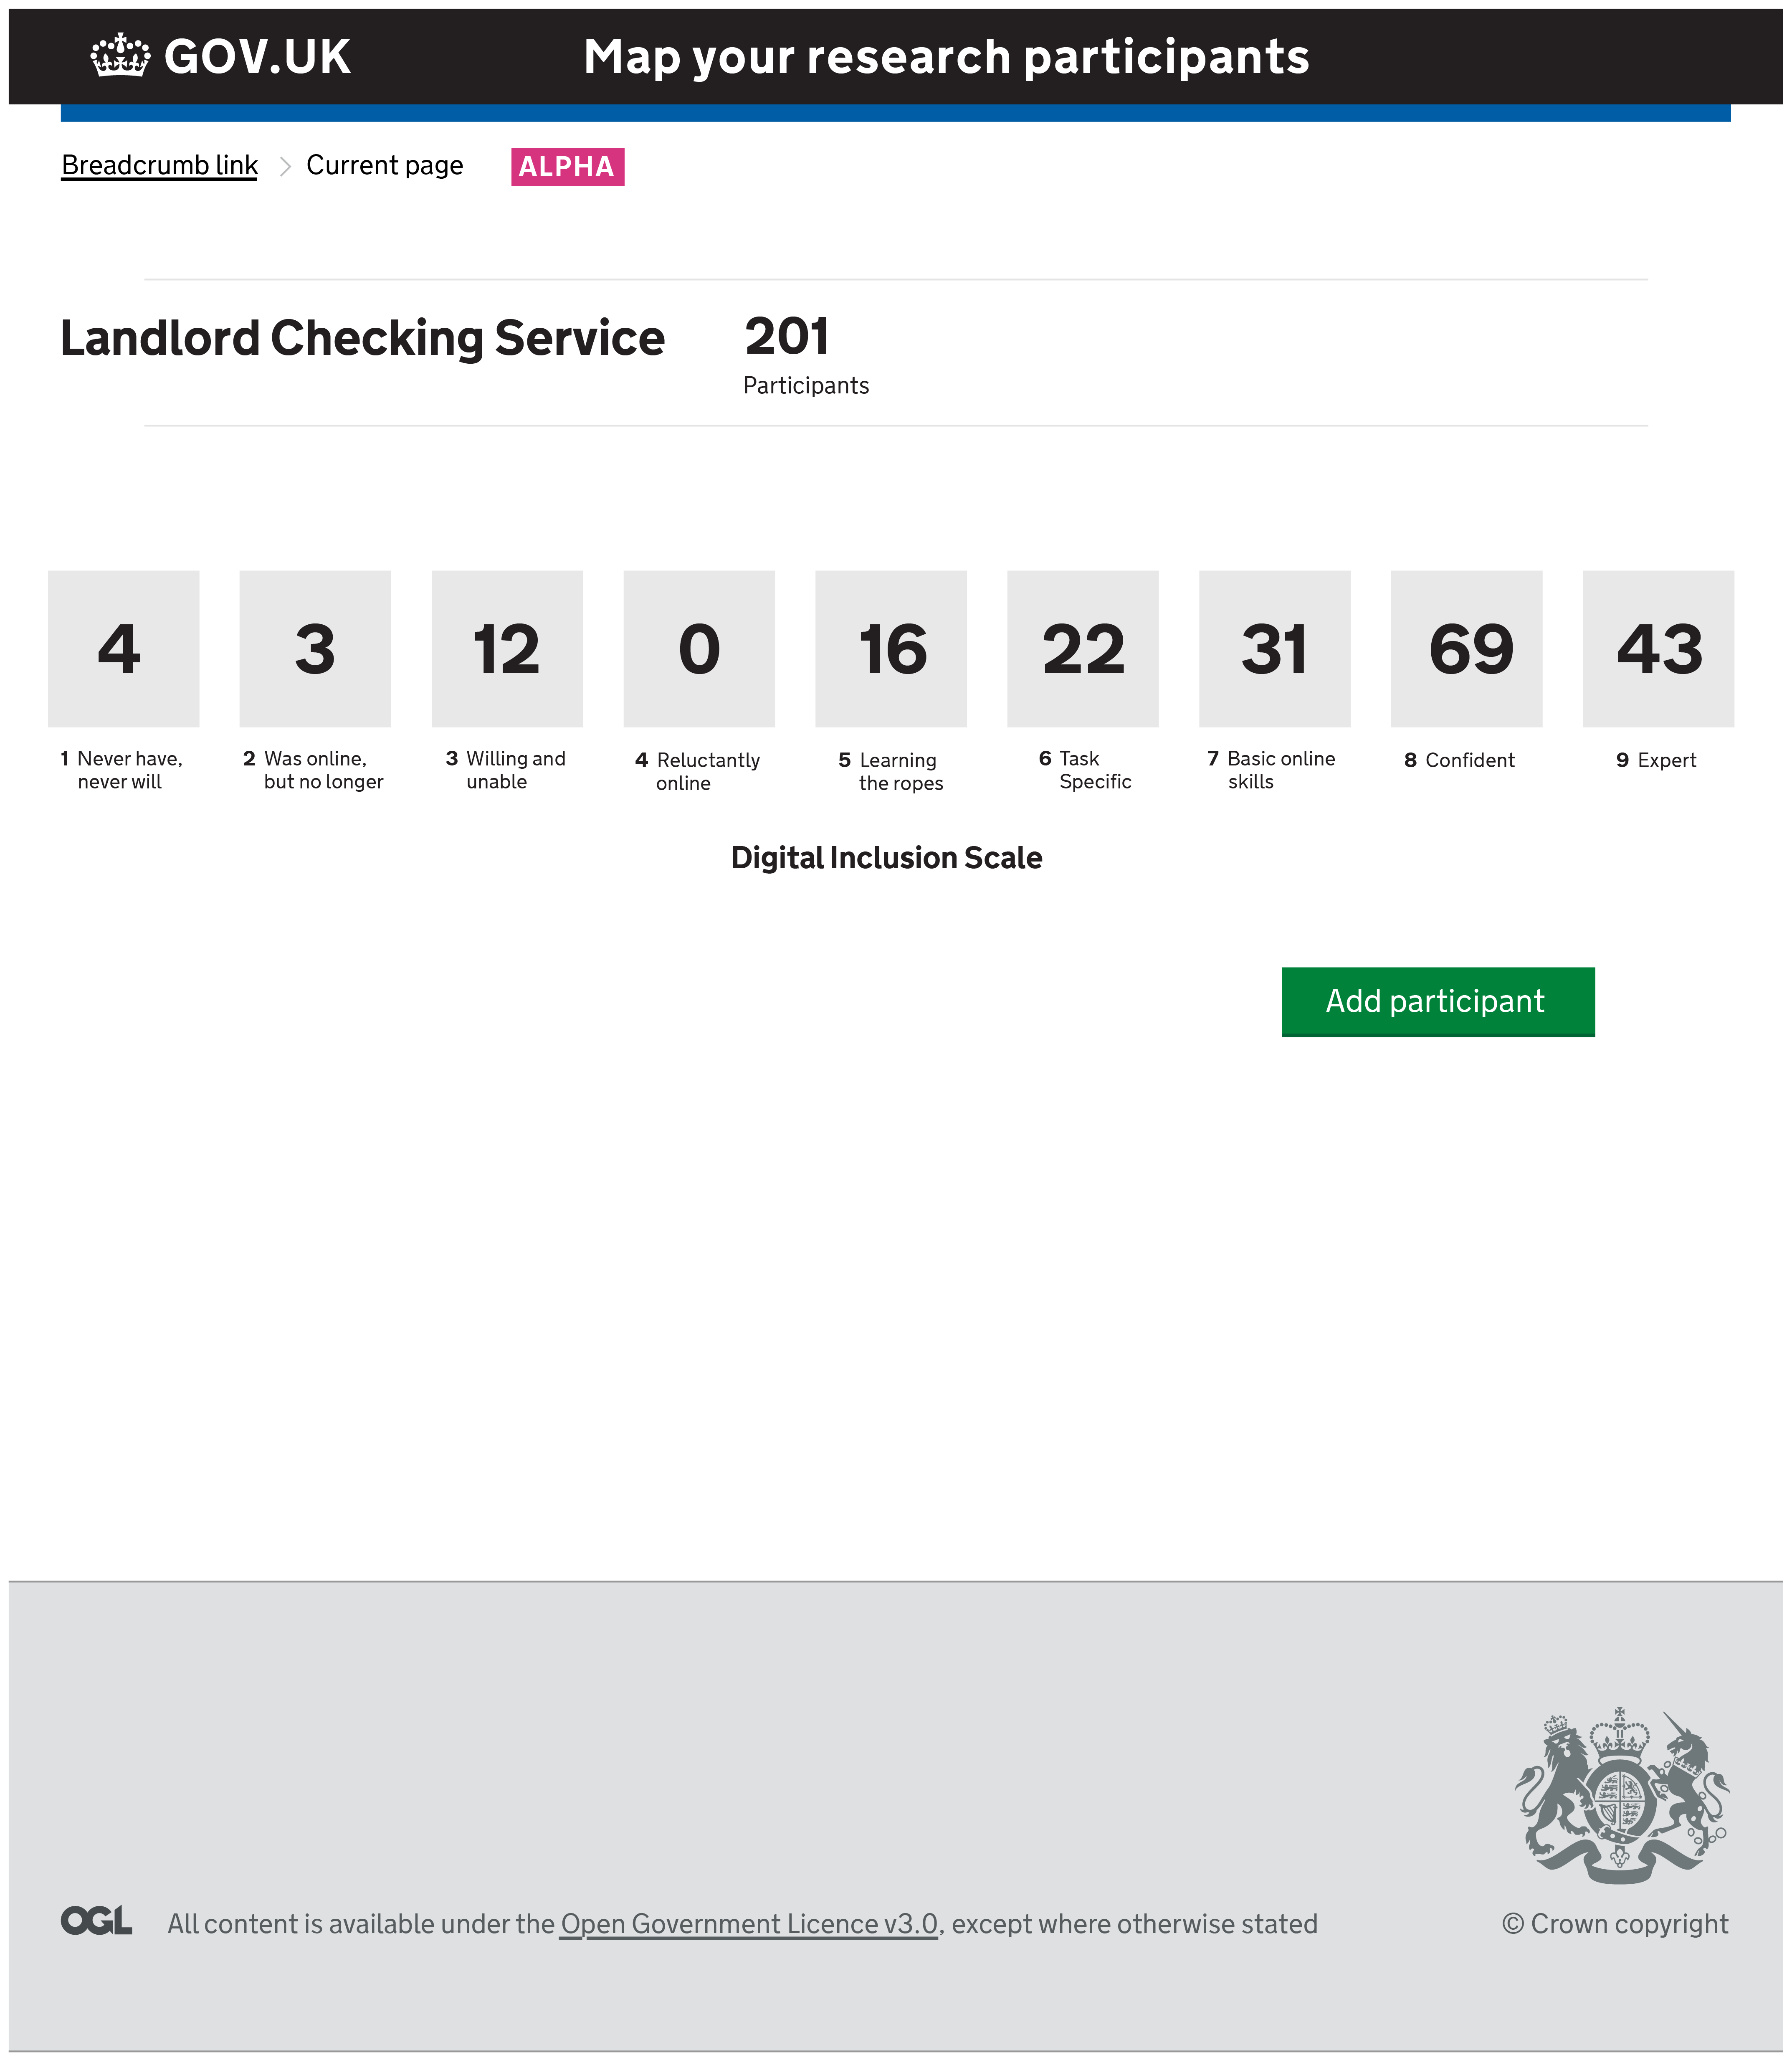 GOV.UK
Map your research participants
Breadcrumb link
Current page
ALPHA
Landlord Checking Service
201
Participants
4
3
12
0
16
22
31
69
43
1 Never have,
never will
2 Was online,
but no longer
3 Willing and
unable
4 Reluctantly
online
5 Learning
the ropes
6 Task
Specific
7 Basic online
skills
8 Confident
9 Expert
Digital Inclusion Scale
Add participant
OGL
All content is available under the Open Government Licence v3.0, except where otherwise stated
© Crown copyright